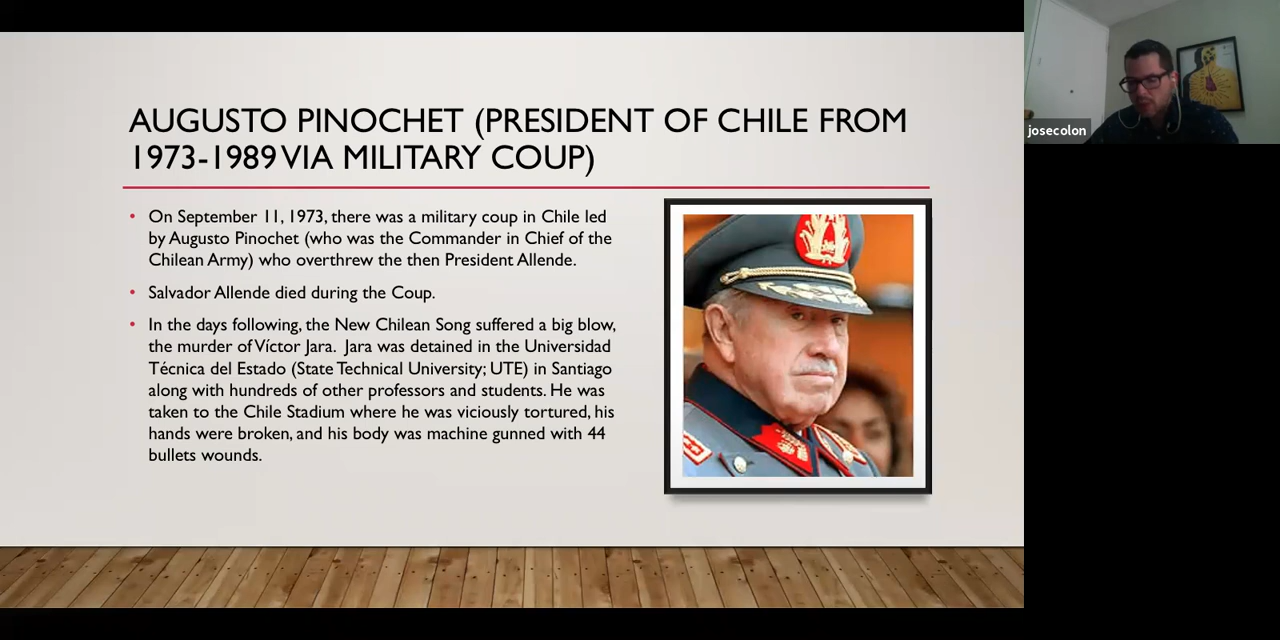 AUGUSTO PINOCHET (PRESIDENT OF CHILE FROM
1973-1989 VIA MILITARY COUP)
• On September 11, 1973, there was a military coup in Chile led
by Augusto Pinochet (who was the Commander in Chief of the
Chilean Army) who overthrew the then President Allende.
• Salvador Allende died during the Coup.
• In the days following, the New Chilean Song suffered a big blow,
the murder of Víctor Jara. Jara was detained in the Universidad
Técnica del Estado (State Technical University; UTE) in Santiago
along with hundreds of other professors and students. He was
taken to the Chile Stadium where he was viciously tortured, his
hands were broken, and his body was machine gunned with 44
bullets wounds.
josecolon